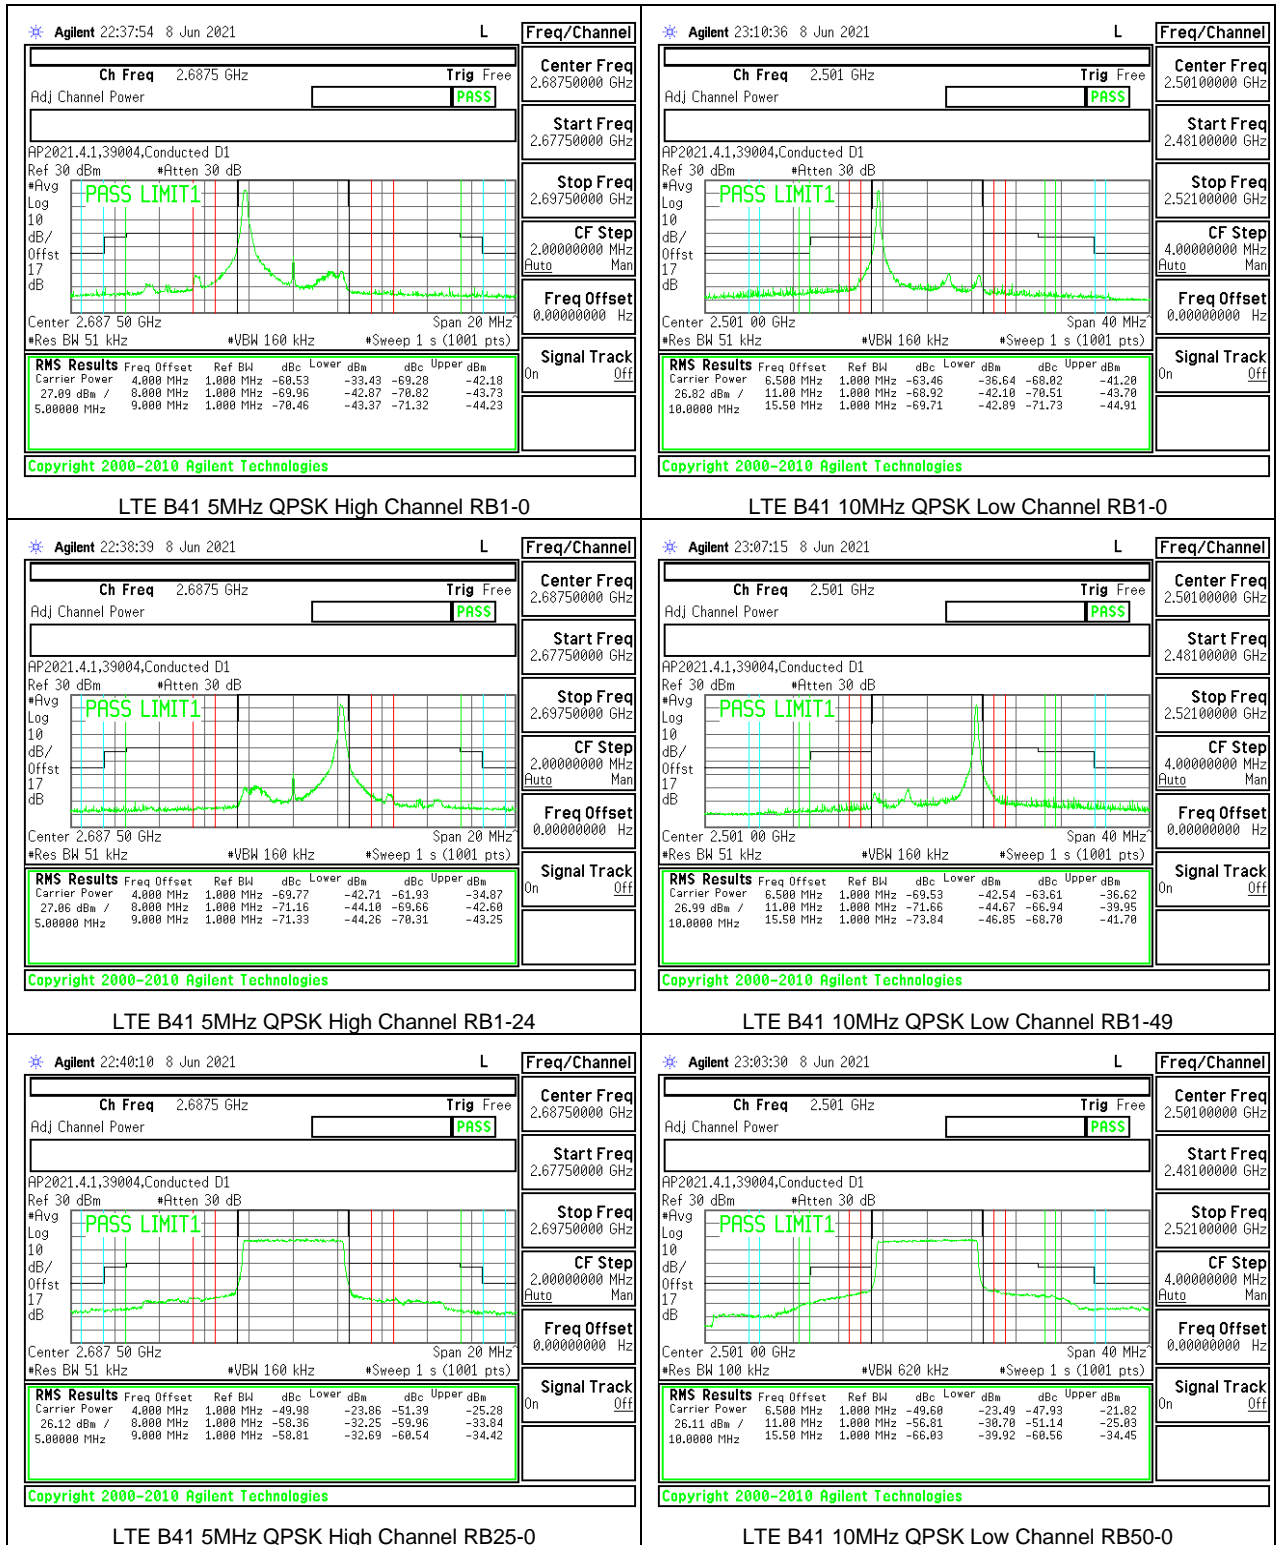 Agilent 22:37:54 8 Jun 2021 L Freq/Channel
Ch Freq 2.6875 GHz Trig Free
Adj Channel Power PASS
Center Freq
2.68750000 GHz
Start Freq
2.67750000 GHz
Stop Freq
2.69750000 GHz
CF Step
2.00000000 MHz
Auto Man
Freq Offset
0.00000000 Hz
Signal Track
On Off
AP2021.4.1,39004,Conducted D1
Ref 30 dBm #Atten 30 dB
#Avg
Log
10
dB/
Offst
17
dB
PASS LIMIT1
Center 2.687 50 GHz Span 20 MHz^
#Res BW 51 kHz #VBW 160 kHz #Sweep 1 s (1001 pts)
RMS Results Freq Offset Ref BW dBc Lower dBm dBc Upper dBm
Carrier Power 4.000 MHz 1.000 MHz -60.53 -33.43 -69.28 -42.18
27.09 dBm / 8.000 MHz 1.000 MHz -69.96 -42.87 -70.82 -43.73
5.00000 MHz 9.000 MHz 1.000 MHz -70.46 -43.37 -71.32 -44.23
Copyright 2000-2010 Agilent Technologies
LTE B41 5MHz QPSK High Channel RB1-0
Agilent 23:10:36 8 Jun 2021 L Freq/Channel
Ch Freq 2.501 GHz Trig Free
Adj Channel Power PASS
Center Freq
2.50100000 GHz
Start Freq
2.48100000 GHz
Stop Freq
2.52100000 GHz
CF Step
4.00000000 MHz
Auto Man
Freq Offset
0.00000000 Hz
Signal Track
On Off
AP2021.4.1,39004,Conducted D1
Ref 30 dBm #Atten 30 dB
#Avg
Log
10
dB/
Offst
17
dB
PASS LIMIT1
Center 2.501 00 GHz Span 40 MHz^
#Res BW 51 kHz #VBW 160 kHz #Sweep 1 s (1001 pts)
RMS Results Freq Offset Ref BW dBc Lower dBm dBc Upper dBm
Carrier Power 6.500 MHz 1.000 MHz -63.46 -36.64 -68.02 -41.20
26.82 dBm / 11.00 MHz 1.000 MHz -68.92 -42.10 -70.51 -43.70
10.0000 MHz 15.50 MHz 1.000 MHz -69.71 -42.89 -71.73 -44.91
Copyright 2000-2010 Agilent Technologies
LTE B41 10MHz QPSK Low Channel RB1-0
Agilent 22:38:39 8 Jun 2021 L Freq/Channel
Ch Freq 2.6875 GHz Trig Free
Adj Channel Power PASS
Center Freq
2.68750000 GHz
Start Freq
2.67750000 GHz
Stop Freq
2.69750000 GHz
CF Step
2.00000000 MHz
Auto Man
Freq Offset
0.00000000 Hz
Signal Track
On Off
AP2021.4.1,39004,Conducted D1
Ref 30 dBm #Atten 30 dB
#Avg
Log
10
dB/
Offst
17
dB
PASS LIMIT1
Center 2.687 50 GHz Span 20 MHz^
#Res BW 51 kHz #VBW 160 kHz #Sweep 1 s (1001 pts)
RMS Results Freq Offset Ref BW dBc Lower dBm dBc Upper dBm
Carrier Power 4.000 MHz 1.000 MHz -69.77 -42.71 -61.93 -34.87
27.06 dBm / 8.000 MHz 1.000 MHz -71.16 -44.10 -69.66 -42.60
5.00000 MHz 9.000 MHz 1.000 MHz -71.33 -44.26 -70.31 -43.25
Copyright 2000-2010 Agilent Technologies
LTE B41 5MHz QPSK High Channel RB1-24
Agilent 23:07:15 8 Jun 2021 L Freq/Channel
Ch Freq 2.501 GHz Trig Free
Adj Channel Power PASS
Center Freq
2.50100000 GHz
Start Freq
2.48100000 GHz
Stop Freq
2.52100000 GHz
CF Step
4.00000000 MHz
Auto Man
Freq Offset
0.00000000 Hz
Signal Track
On Off
AP2021.4.1,39004,Conducted D1
Ref 30 dBm #Atten 30 dB
#Avg
Log
10
dB/
Offst
17
dB
PASS LIMIT1
Center 2.501 00 GHz Span 40 MHz^
#Res BW 51 kHz #VBW 160 kHz #Sweep 1 s (1001 pts)
RMS Results Freq Offset Ref BW dBc Lower dBm dBc Upper dBm
Carrier Power 6.500 MHz 1.000 MHz -69.53 -42.54 -63.61 -36.62
26.99 dBm / 11.00 MHz 1.000 MHz -71.66 -44.67 -66.94 -39.95
10.0000 MHz 15.50 MHz 1.000 MHz -73.84 -46.85 -68.70 -41.70
Copyright 2000-2010 Agilent Technologies
LTE B41 10MHz QPSK Low Channel RB1-49
Agilent 22:40:10 8 Jun 2021 L Freq/Channel
Ch Freq 2.6875 GHz Trig Free
Adj Channel Power PASS
Center Freq
2.68750000 GHz
Start Freq
2.67750000 GHz
Stop Freq
2.69750000 GHz
CF Step
2.00000000 MHz
Auto Man
Freq Offset
0.00000000 Hz
Signal Track
On Off
AP2021.4.1,39004,Conducted D1
Ref 30 dBm #Atten 30 dB
#Avg
Log
10
dB/
Offst
17
dB
PASS LIMIT1
Center 2.687 50 GHz Span 20 MHz^
#Res BW 51 kHz #VBW 160 kHz #Sweep 1 s (1001 pts)
RMS Results Freq Offset Ref BW dBc Lower dBm dBc Upper dBm
Carrier Power 4.000 MHz 1.000 MHz -49.98 -23.86 -51.39 -25.28
26.12 dBm / 8.000 MHz 1.000 MHz -58.36 -32.25 -59.96 -33.84
5.00000 MHz 9.000 MHz 1.000 MHz -58.81 -32.69 -60.54 -34.42
Copyright 2000-2010 Agilent Technologies
LTE B41 5MHz QPSK High Channel RB25-0
Agilent 23:03:30 8 Jun 2021 L Freq/Channel
Ch Freq 2.501 GHz Trig Free
Adj Channel Power PASS
Center Freq
2.50100000 GHz
Start Freq
2.48100000 GHz
Stop Freq
2.52100000 GHz
CF Step
4.00000000 MHz
Auto Man
Freq Offset
0.00000000 Hz
Signal Track
On Off
AP2021.4.1,39004,Conducted D1
Ref 30 dBm #Atten 30 dB
#Avg
Log
10
dB/
Offst
17
dB
PASS LIMIT1
Center 2.501 00 GHz Span 40 MHz^
#Res BW 100 kHz #VBW 620 kHz #Sweep 1 s (1001 pts)
RMS Results Freq Offset Ref BW dBc Lower dBm dBc Upper dBm
Carrier Power 6.500 MHz 1.000 MHz -49.60 -23.49 -47.93 -21.82
26.11 dBm / 11.00 MHz 1.000 MHz -56.81 -30.70 -51.14 -25.03
10.0000 MHz 15.50 MHz 1.000 MHz -66.03 -39.92 -60.56 -34.45
Copyright 2000-2010 Agilent Technologies
LTE B41 10MHz QPSK Low Channel RB50-0